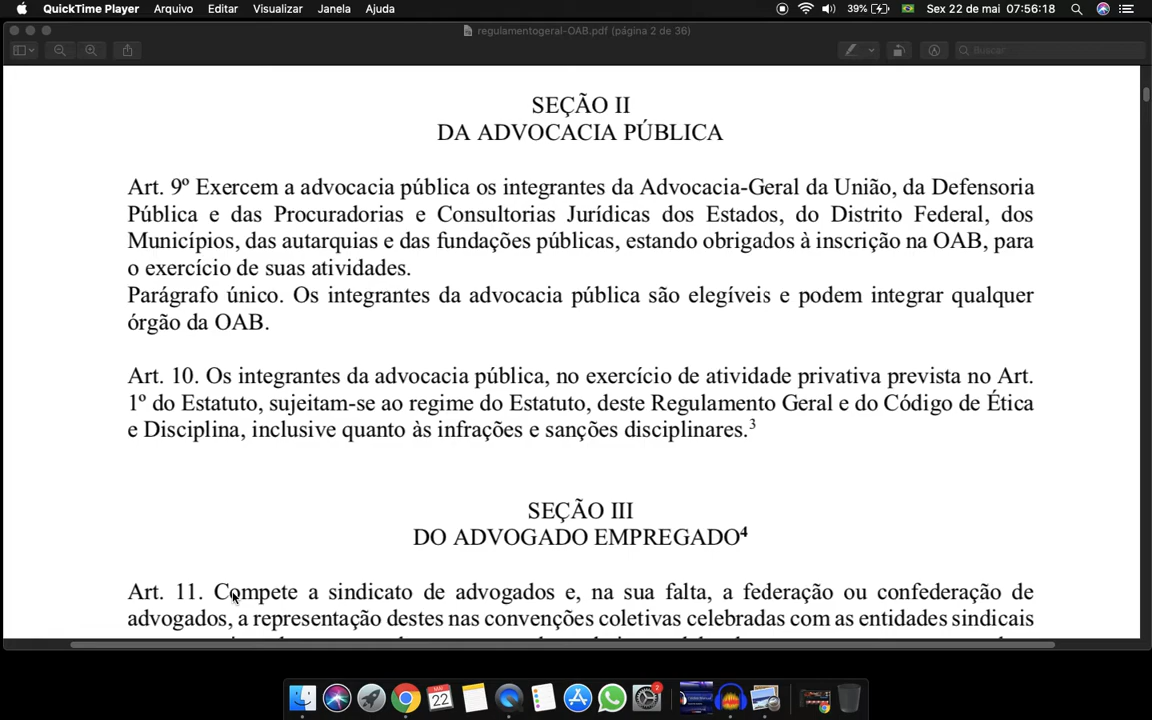 QuickTime Player Arquivo Editar Visualizar Janela Ajuda 39% Sex 22 de mai 07:56:18
regulamentogeral-OAB.pdf (página 2 de 36)
Buscar
SEÇÃO II
DA ADVOCACIA PÚBLICA
Art. 9º Exercem a advocacia pública os integrantes da Advocacia-Geral da União, da Defensoria
Pública e das Procuradorias e Consultorias Jurídicas dos Estados, do Distrito Federal, dos
Municípios, das autarquias e das fundações públicas, estando obrigados à inscrição na OAB, para
o exercício de suas atividades.
Parágrafo único. Os integrantes da advocacia pública são elegíveis e podem integrar qualquer
órgão da OAB.
Art. 10. Os integrantes da advocacia pública, no exercício de atividade privativa prevista no Art.
1º do Estatuto, sujeitam-se ao regime do Estatuto, deste Regulamento Geral e do Código de Ética
e Disciplina, inclusive quanto às infrações e sanções disciplinares.³
SEÇÃO III
DO ADVOGADO EMPREGADO⁴
Art. 11. Compete a sindicato de advogados e, na sua falta, a federação ou confederação de
advogados, a representação destes nas convenções coletivas celebradas com as entidades sindicais
22
2